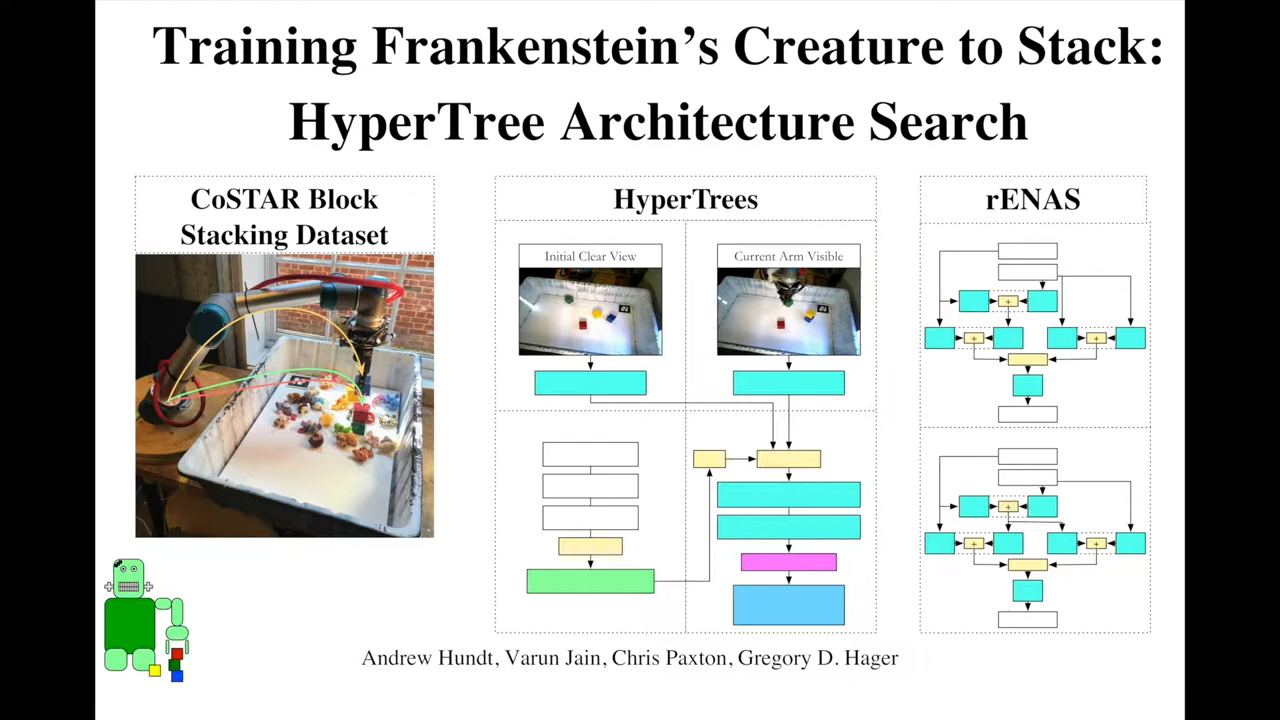 Training Frankenstein’s Creature to Stack:
HyperTree Architecture Search
CoSTAR Block
Stacking Dataset
HyperTrees
Initial Clear View
Current Arm Visible
rENAS
+
+
+
+
+
+
Andrew Hundt, Varun Jain, Chris Paxton, Gregory D. Hager